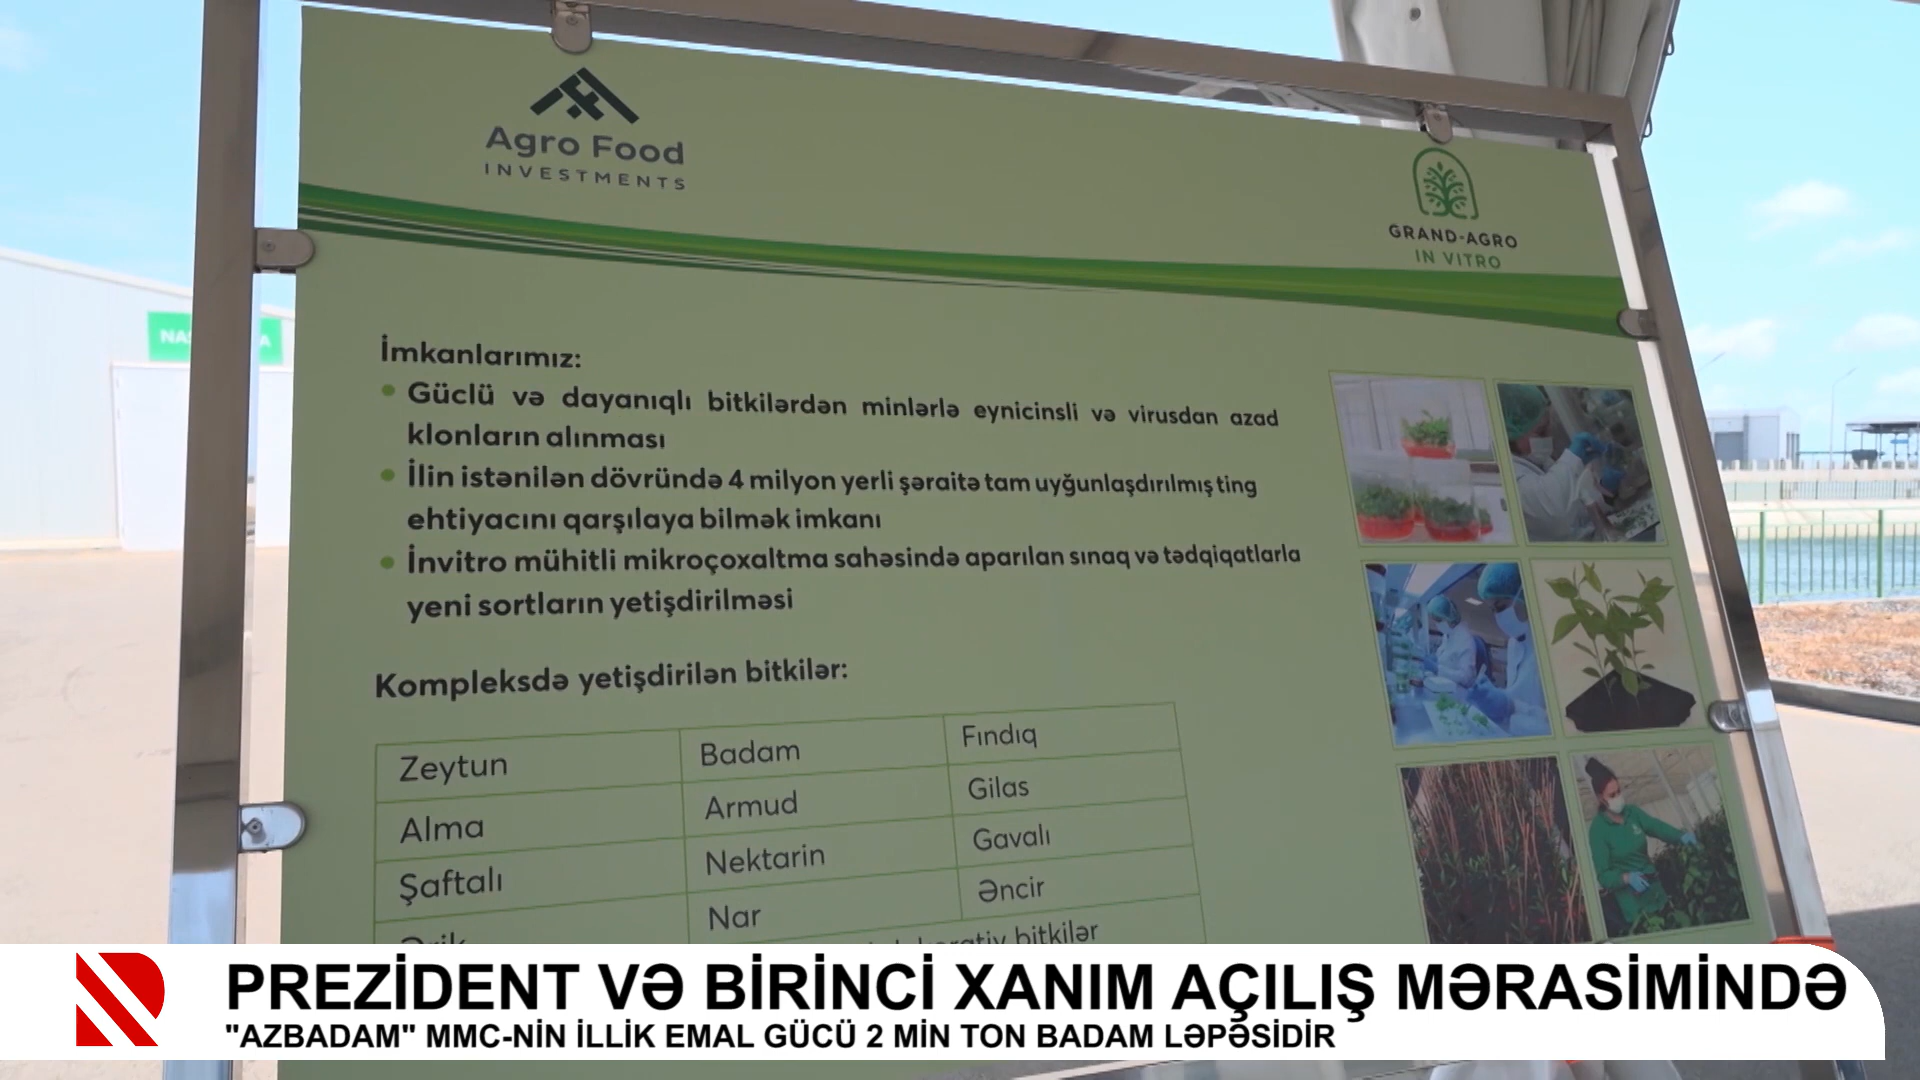 Agro Food
INVESTMENTS
GRAND-AGRO
IN VITRO
İmkanlarımız:
• Güclü və dayanıqlı bitkilərdən minlərlə eynicinsli və virusdan azad
klonların alınması
• İlin istənilən dövründə 4 milyon yerli şəraitə tam uyğunlaşdırılmış ting
ehtiyacını qarşılaya bilmək imkanı
• İnvitro mühitli mikroçoxaltma sahəsində aparılan sınaq və tədqiqatlarla
yeni sortların yetişdirilməsi
Kompleksdə yetişdirilən bitkilər:
Zeytun Badam Fındıq
Alma Armud Gilas
Şaftalı Nektarin Gavalı
Ərik Nar Əncir
bitkilər
PREZİDENT VƏ BİRİNCİ XANIM AÇILIŞ MƏRASİMİNDƏ
"AZBADAM" MMC-NİN İLLİK EMAL GÜCÜ 2 MİN TON BADAM LƏPƏSİDİR